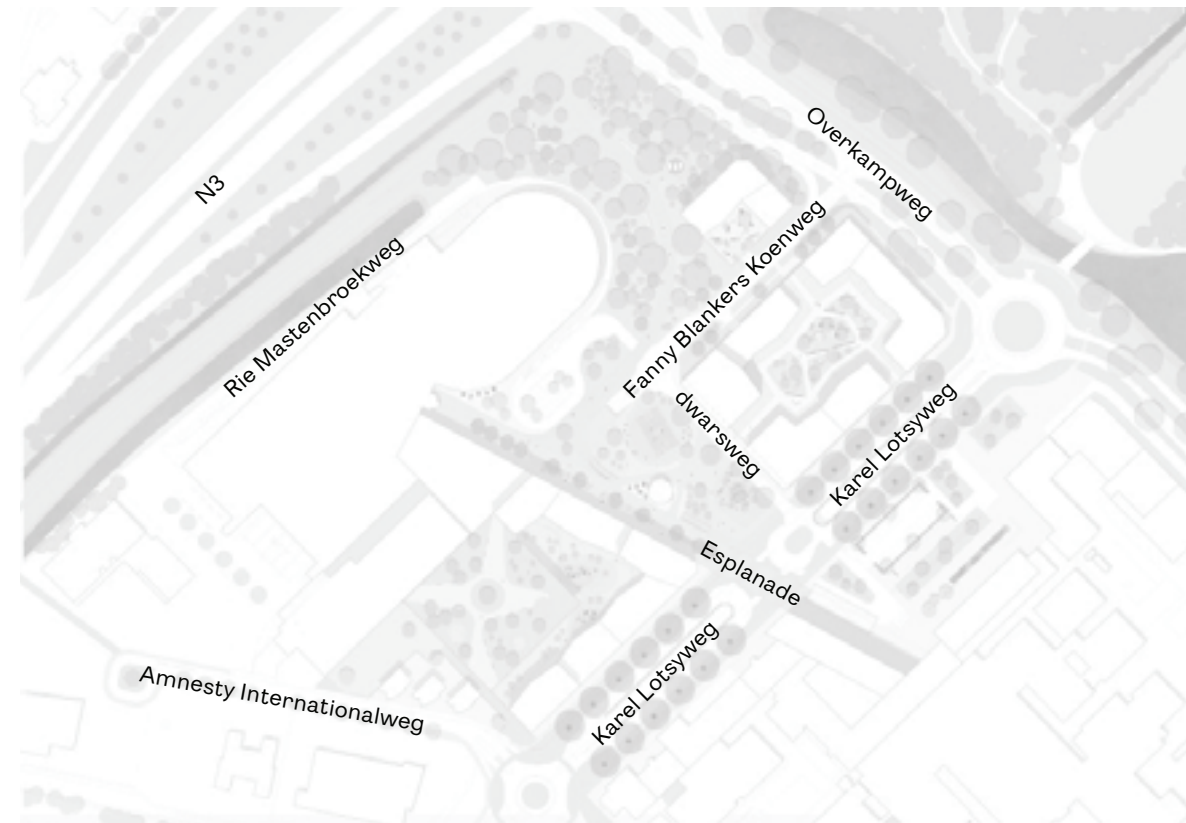 Overkampweg
N3
Fanny Blankers Koenweg
Rie Mastenbroekweg
dwarsweg
Karel Lotsyweg
Esplanade
Karel Lotsyweg
Amnesty Internationalweg